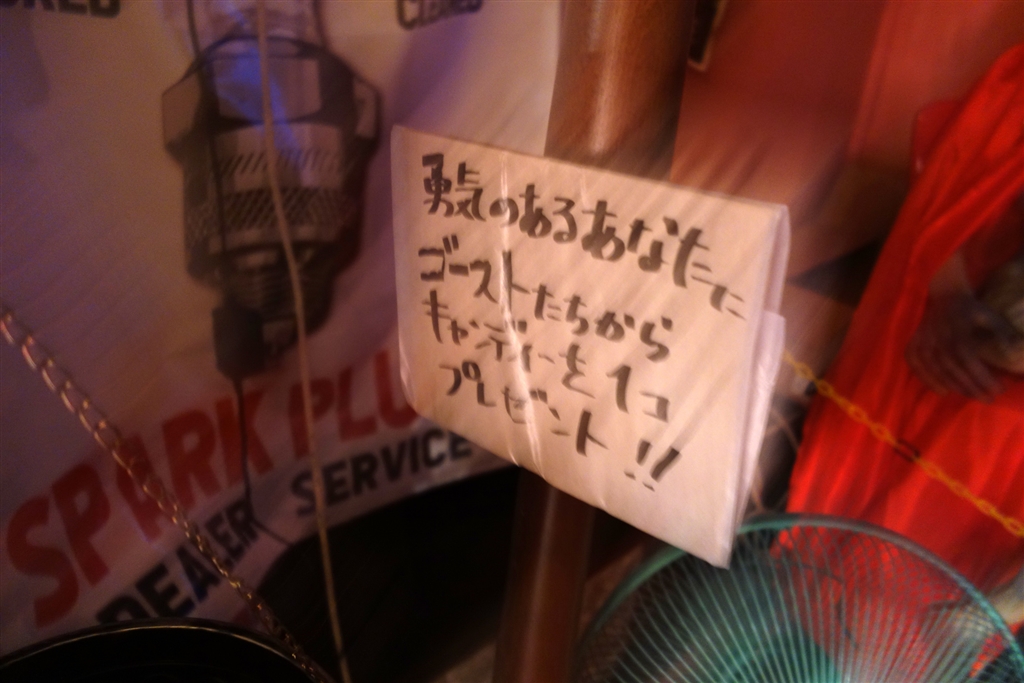 CLEANED
勇気のあるあなたに
ゴーストたちから
キャンディーを1コ
プレゼント!!
SPARK PLU
DEALER SERVICE